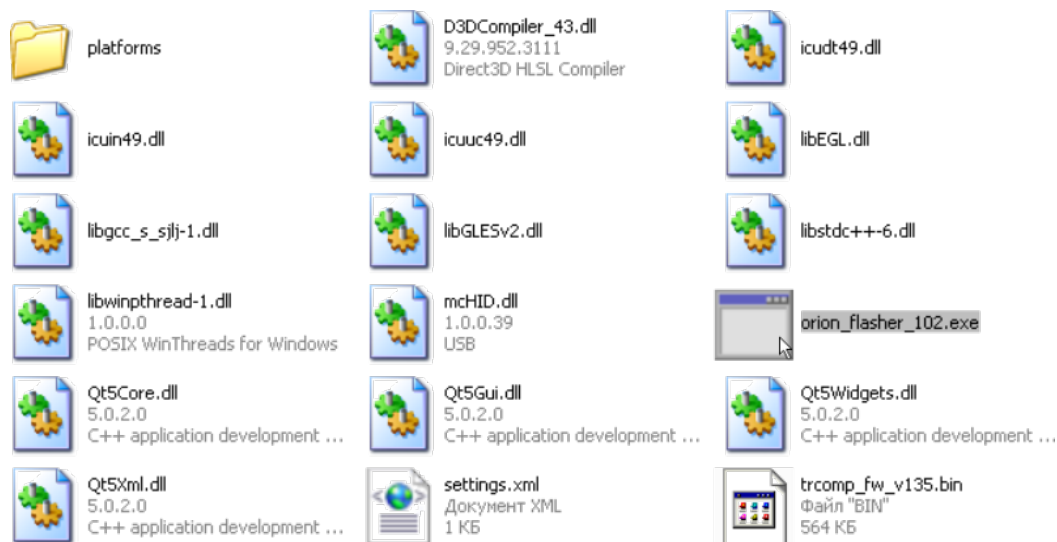 platforms
D3DCompiler_43.dll
9.29.952.3111
Direct3D HLSL Compiler
icudt49.dll
icuin49.dll
icuuc49.dll
libEGL.dll
libgcc_s_sjlj-1.dll
libGLESv2.dll
libstdc++-6.dll
libwinpthread-1.dll
1.0.0.0
POSIX WinThreads for Windows
mcHID.dll
1.0.0.39
USB
orion_flasher_102.exe
Qt5Core.dll
5.0.2.0
C++ application development ...
Qt5Gui.dll
5.0.2.0
C++ application development ...
Qt5Widgets.dll
5.0.2.0
C++ application development ...
Qt5Xml.dll
5.0.2.0
C++ application development ...
settings.xml
Документ XML
1 КБ
trcomp_fw_v135.bin
Файл "BIN"
564 КБ